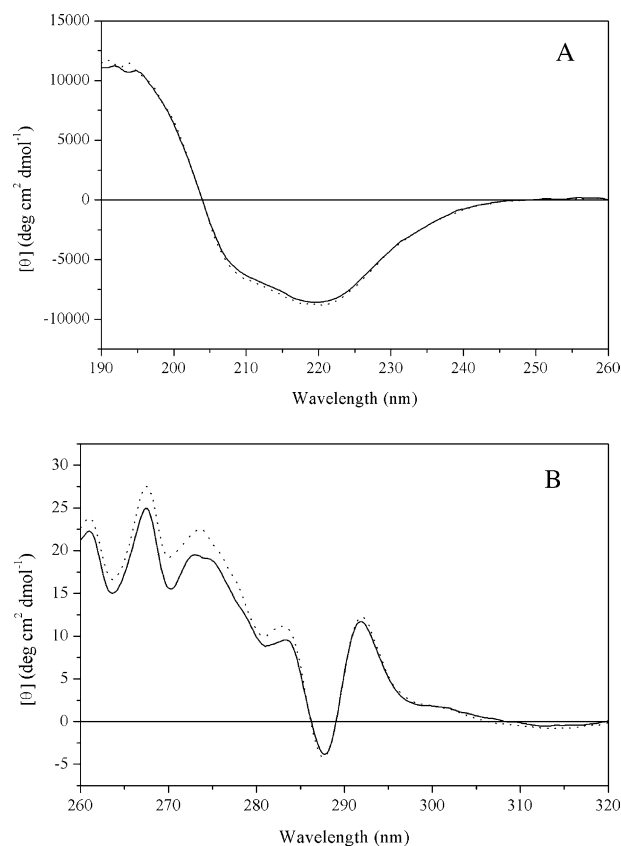 A
15000
10000
5000
0
-5000
-10000
[θ] (deg cm² dmol⁻¹)
190 200 210 220 230 240 250 260
Wavelength (nm)
B
30
25
20
15
10
5
0
-5
[θ] (deg cm² dmol⁻¹)
260 270 280 290 300 310 320
Wavelength (nm)